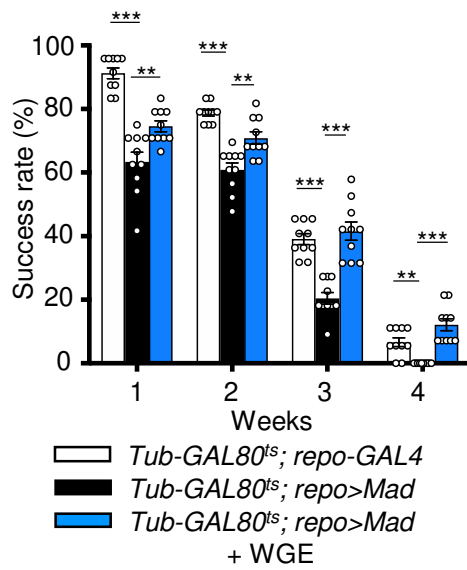 ***
**
***
**
***
***
***
**
100
80
60
40
20
0
Success rate (%)
1 2 3 4
Weeks
Tub-GAL80ts; repo-GAL4
Tub-GAL80ts; repo>Mad
Tub-GAL80ts; repo>Mad
+ WGE